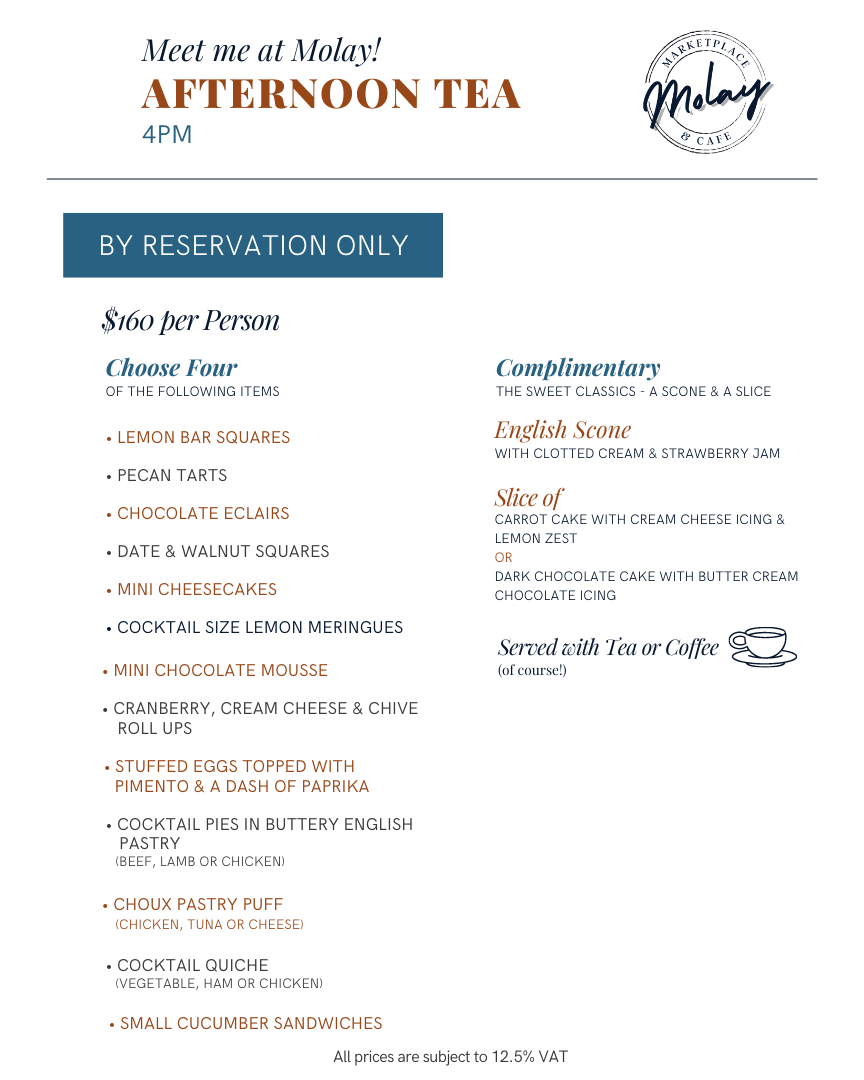 Meet me at Molay!
AFTERNOON TEA
4PM
MARKETPLACE
Molay
& CAFE
BY RESERVATION ONLY
$160 per Person
Choose Four
OF THE FOLLOWING ITEMS
• LEMON BAR SQUARES
• PECAN TARTS
• CHOCOLATE ECLAIRS
• DATE & WALNUT SQUARES
• MINI CHEESECAKES
• COCKTAIL SIZE LEMON MERINGUES
• MINI CHOCOLATE MOUSSE
• CRANBERRY, CREAM CHEESE & CHIVE
ROLL UPS
• STUFFED EGGS TOPPED WITH
PIMENTO & A DASH OF PAPRIKA
• COCKTAIL PIES IN BUTTERY ENGLISH
PASTRY
(BEEF, LAMB OR CHICKEN)
• CHOUX PASTRY PUFF
(CHICKEN, TUNA OR CHEESE)
• COCKTAIL QUICHE
(VEGETABLE, HAM OR CHICKEN)
• SMALL CUCUMBER SANDWICHES
Complimentary
THE SWEET CLASSICS - A SCONE & A SLICE
English Scone
WITH CLOTTED CREAM & STRAWBERRY JAM
Slice of
CARROT CAKE WITH CREAM CHEESE ICING &
LEMON ZEST
OR
DARK CHOCOLATE CAKE WITH BUTTER CREAM
CHOCOLATE ICING
Served with Tea or Coffee
(of course!)
All prices are subject to 12.5% VAT